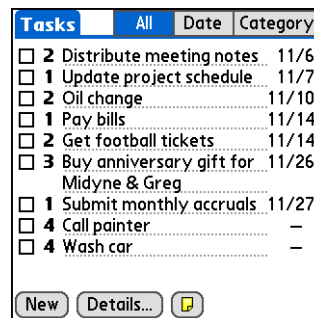 Tasks All Date Category
2 Distribute meeting notes 11/6
1 Update project schedule 11/7
2 Oil change 11/10
1 Pay bills 11/14
2 Get football tickets 11/14
3 Buy anniversary gift for 11/26
Midyne & Greg
1 Submit monthly accruals 11/27
4 Call painter –
4 Wash car –
New Details...